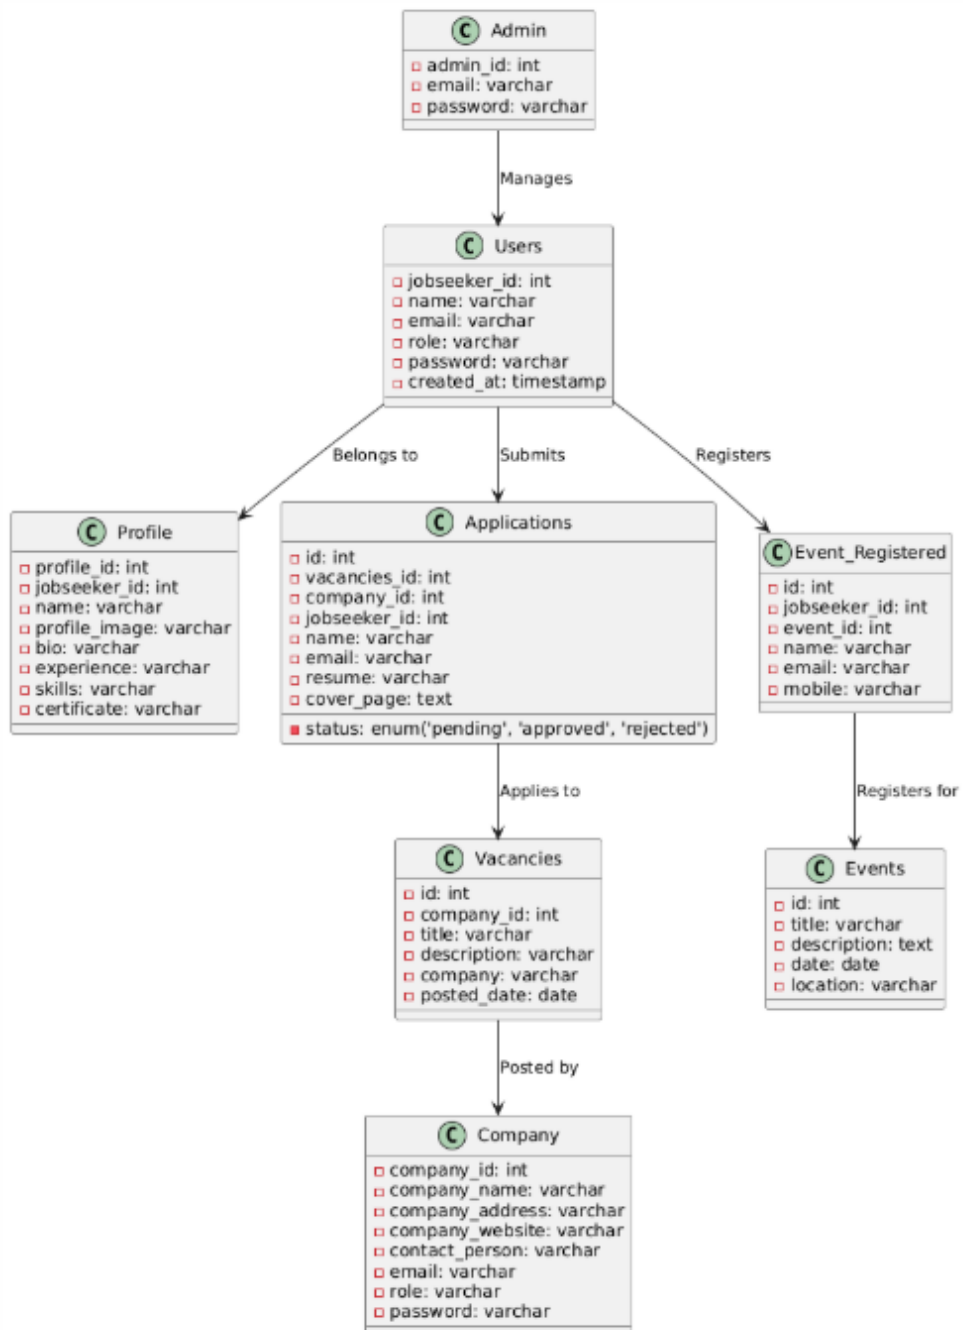 C Admin
admin_id: int
email: varchar
password: varchar
Manages
C Users
jobseeker_id: int
name: varchar
email: varchar
role: varchar
password: varchar
created_at: timestamp
Belongs to
Submits
Registers
C Profile
profile_id: int
jobseeker_id: int
name: varchar
profile_image: varchar
bio: varchar
experience: varchar
skills: varchar
certificate: varchar
C Applications
id: int
vacancies_id: int
company_id: int
jobseeker_id: int
name: varchar
email: varchar
resume: varchar
cover_page: text
status: enum('pending', 'approved', 'rejected')
C Event_Registered
id: int
jobseeker_id: int
event_id: int
name: varchar
email: varchar
mobile: varchar
Applies to
Registers for
C Vacancies
id: int
company_id: int
title: varchar
description: varchar
company: varchar
posted_date: date
C Events
id: int
title: varchar
description: text
date: date
location: varchar
Posted by
C Company
company_id: int
company_name: varchar
company_address: varchar
company_website: varchar
contact_person: varchar
email: varchar
role: varchar
password: varchar